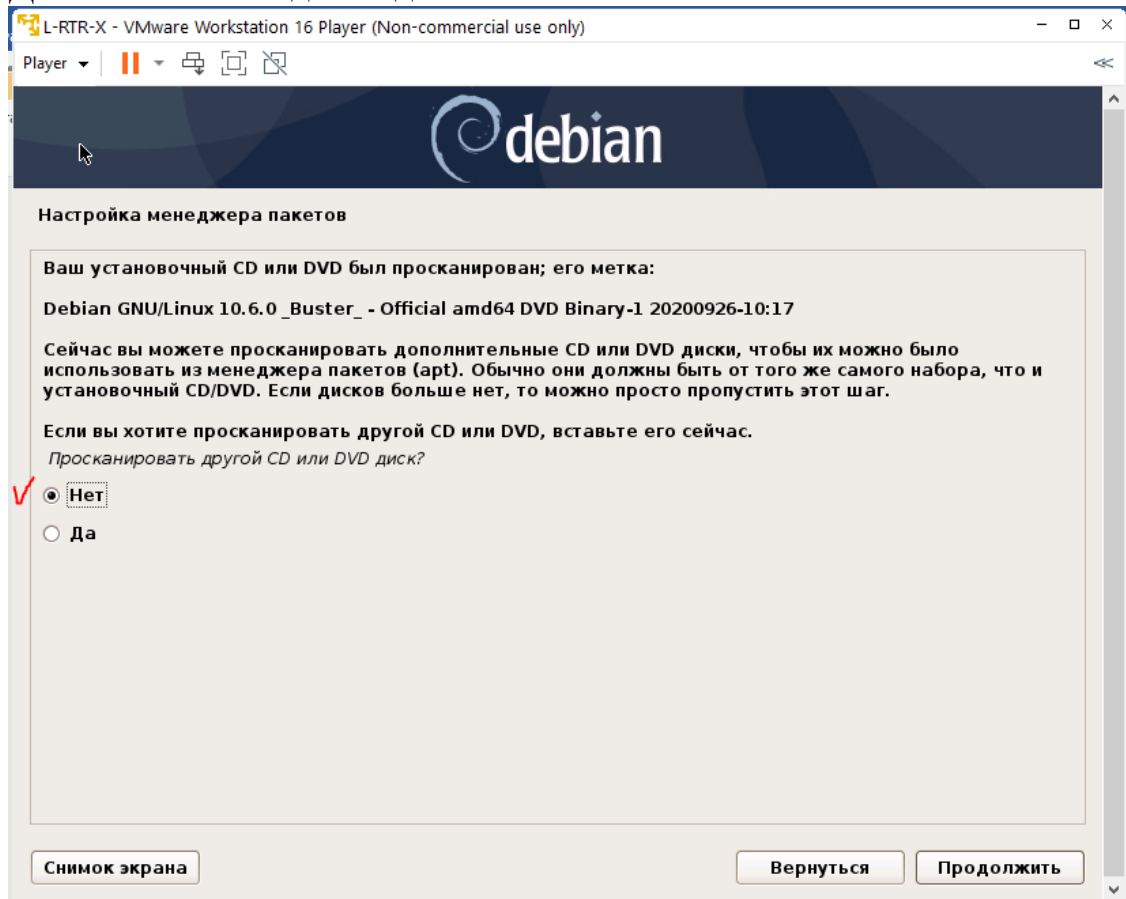 L-RTR-X - VMware Workstation 16 Player (Non-commercial use only)
Player
debian
Настройка менеджера пакетов
Ваш установочный CD или DVD был просканирован; его метка:
Debian GNU/Linux 10.6.0 _Buster_ - Official amd64 DVD Binary-1 20200926-10:17
Сейчас вы можете просканировать дополнительные CD или DVD диски, чтобы их можно было
использовать из менеджера пакетов (apt). Обычно они должны быть от того же самого набора, что и
установочный CD/DVD. Если дисков больше нет, то можно просто пропустить этот шаг.
Если вы хотите просканировать другой CD или DVD, вставьте его сейчас.
Просканировать другой CD или DVD диск?
Нет
Да
Снимок экрана
Вернуться
Продолжить